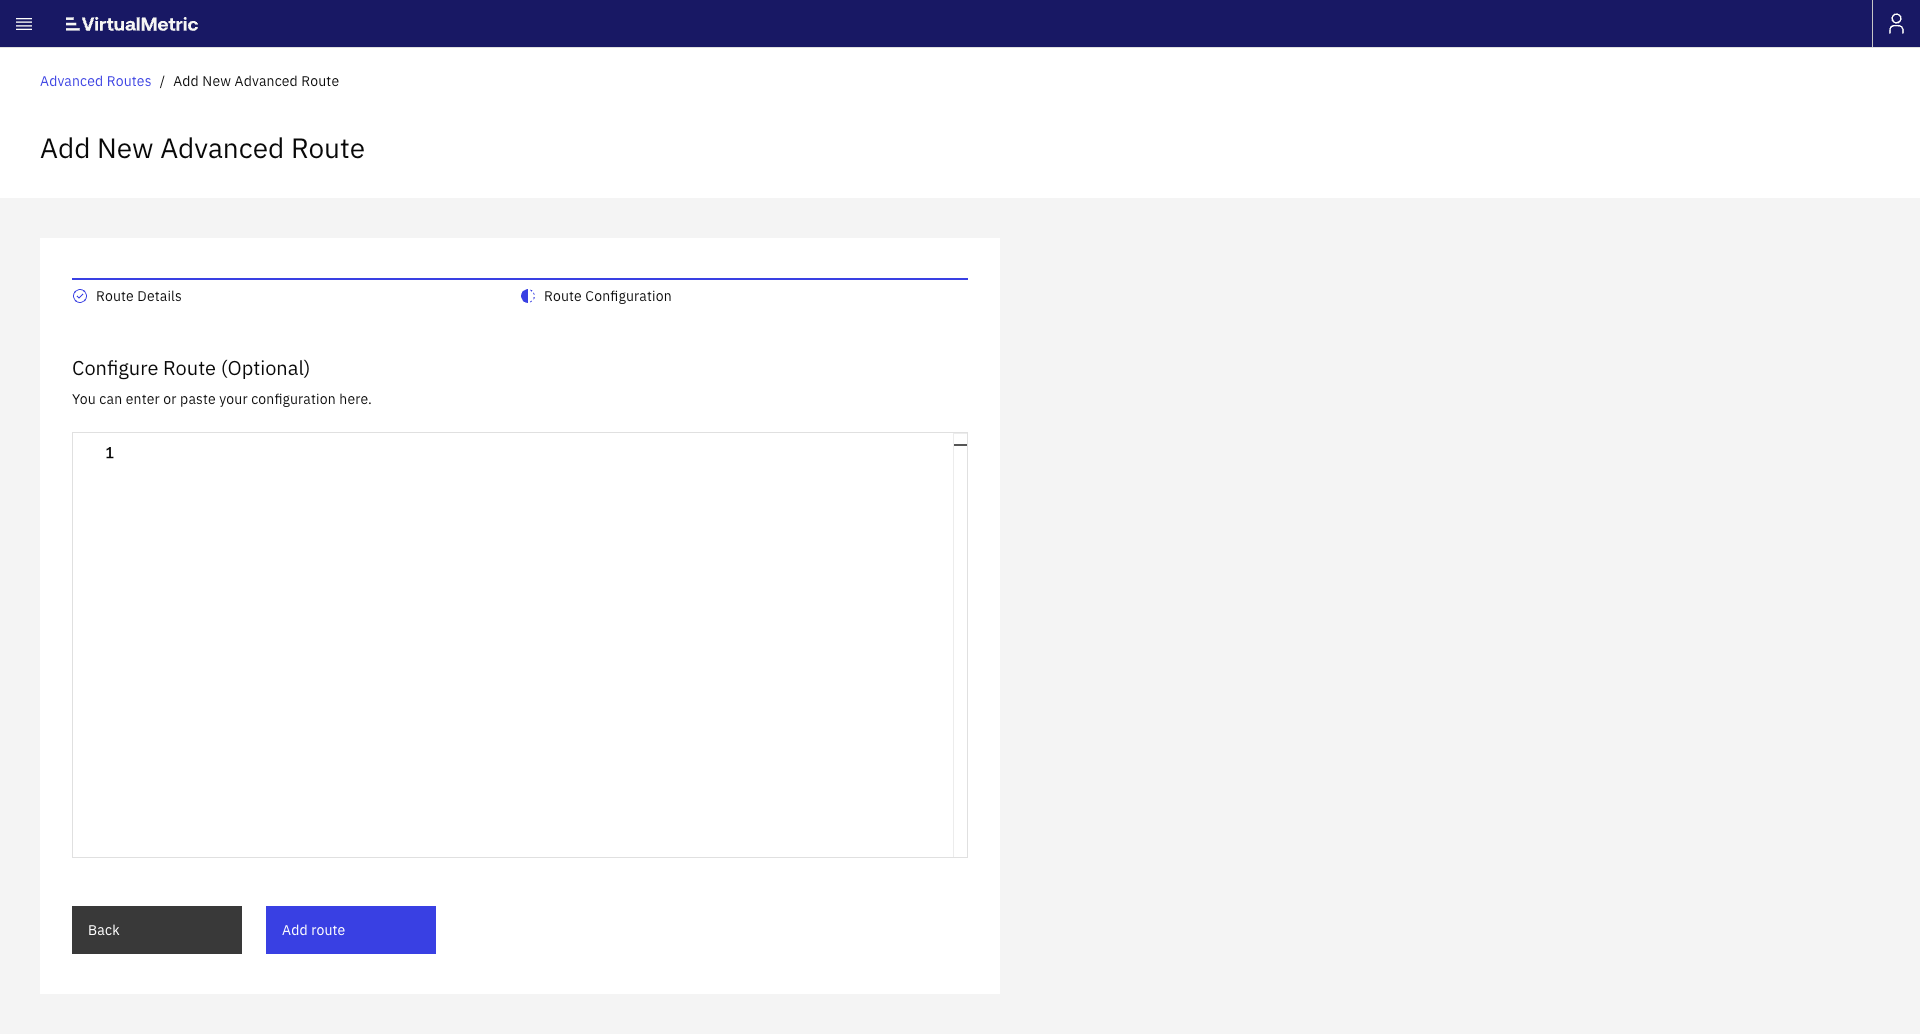 VirtualMetric
Advanced Routes / Add New Advanced Route
Add New Advanced Route
Route Details
Route Configuration
Configure Route (Optional)
You can enter or paste your configuration here.
1
Back
Add route